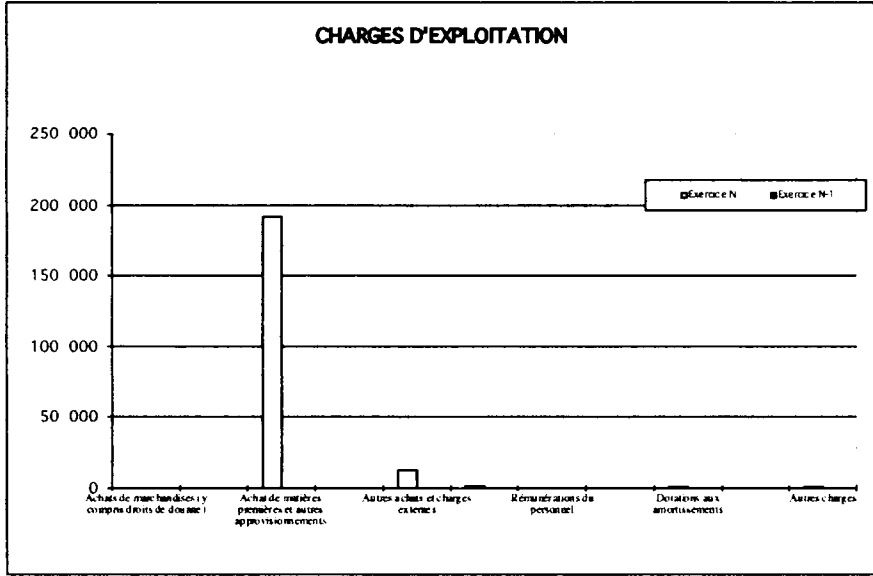 CHARGES D'EXPLOITATION
250 000
Exercice N Exercice N-1
200 000
150 000
100 000
50 000
0
Achats de marchandises (y
compris droits de douane)
Achat de matières
premières et autres
approvisionnements
Autres achats et charges
externes
Rémunérations du
personnel
Dotations aux
amortissements
Autres charges